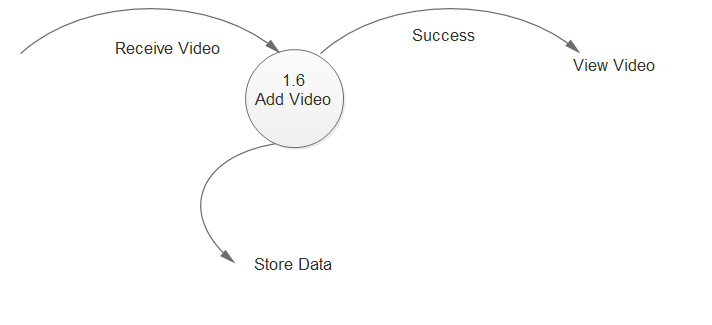 Receive Video
Success
View Video
1.6
Add Video
Store Data